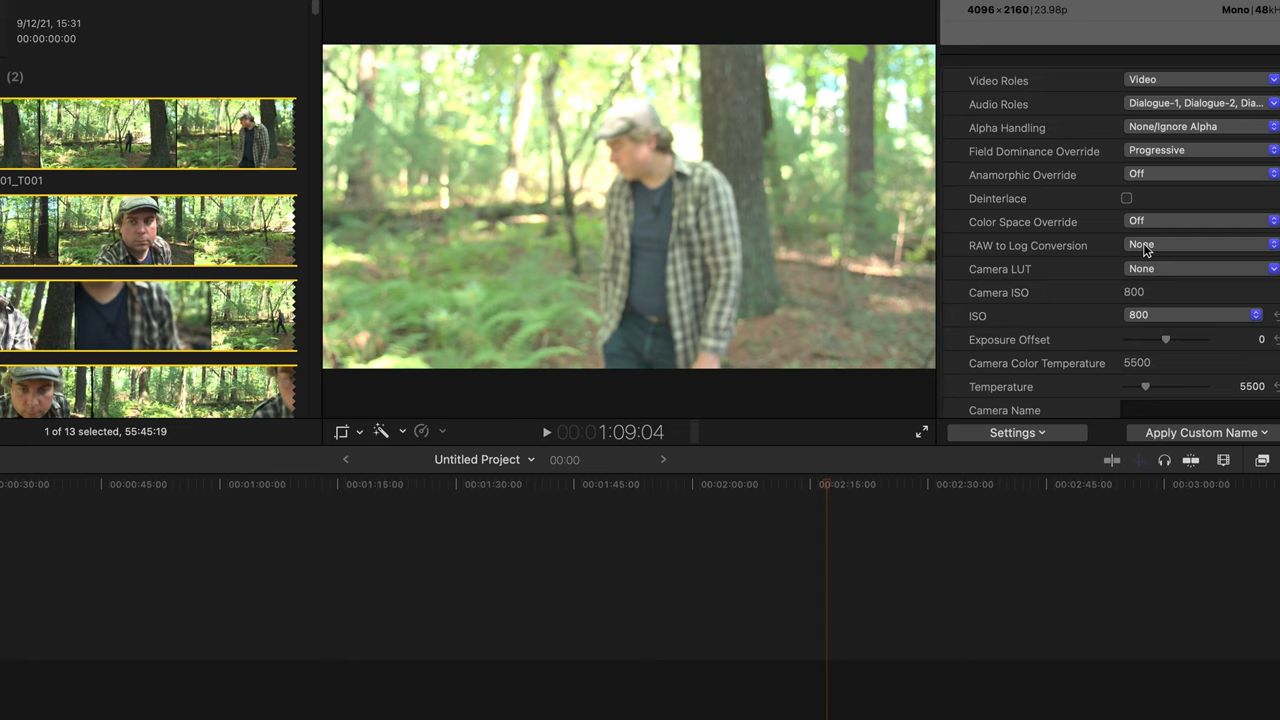 9/12/21, 15:31
00:00:00:00
(2)
01_T001
1 of 13 selected, 55:45:19
4096 × 2160 | 23.98p
Mono | 48kH
Video Roles Video
Audio Roles Dialogue-1, Dialogue-2, Dia...
Alpha Handling None/Ignore Alpha
Field Dominance Override Progressive
Anamorphic Override Off
Deinterlace
Color Space Override Off
RAW to Log Conversion None
Camera LUT None
Camera ISO 800
ISO 800
Exposure Offset 0
Camera Color Temperature 5500
Temperature 5500
Camera Name
Settings
Apply Custom Name
00:01:09:04
Untitled Project 00:00
0:00:30:00 00:00:45:00 00:01:00:00 00:01:15:00 00:01:30:00 00:01:45:00 00:02:00:00 00:02:15:00 00:02:30:00 00:02:45:00 00:03:00:00